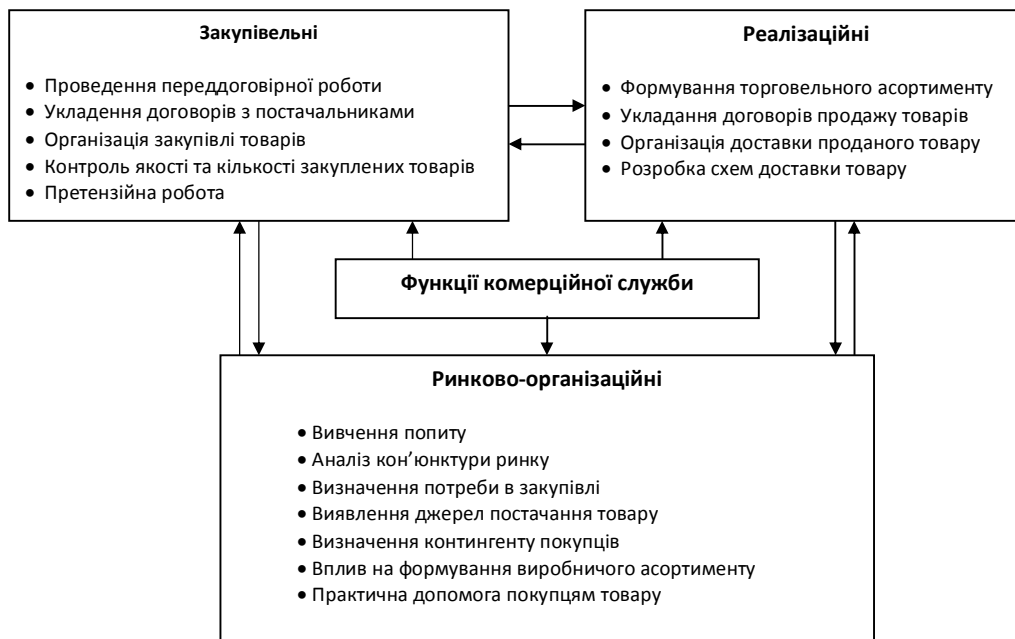 Закупівельні
• Проведення переддоговірної роботи
• Укладення договорів з постачальниками
• Організація закупівлі товарів
• Контроль якості та кількості закуплених товарів
• Претензійна робота
Реалізаційні
• Формування торговельного асортименту
• Укладання договорів продажу товарів
• Організація доставки проданого товару
• Розробка схем доставки товару
Функції комерційної служби
Ринково-організаційні
• Вивчення попиту
• Аналіз кон’юнктури ринку
• Визначення потреби в закупівлі
• Виявлення джерел постачання товару
• Визначення контингенту покупців
• Вплив на формування виробничого асортименту
• Практична допомога покупцям товару